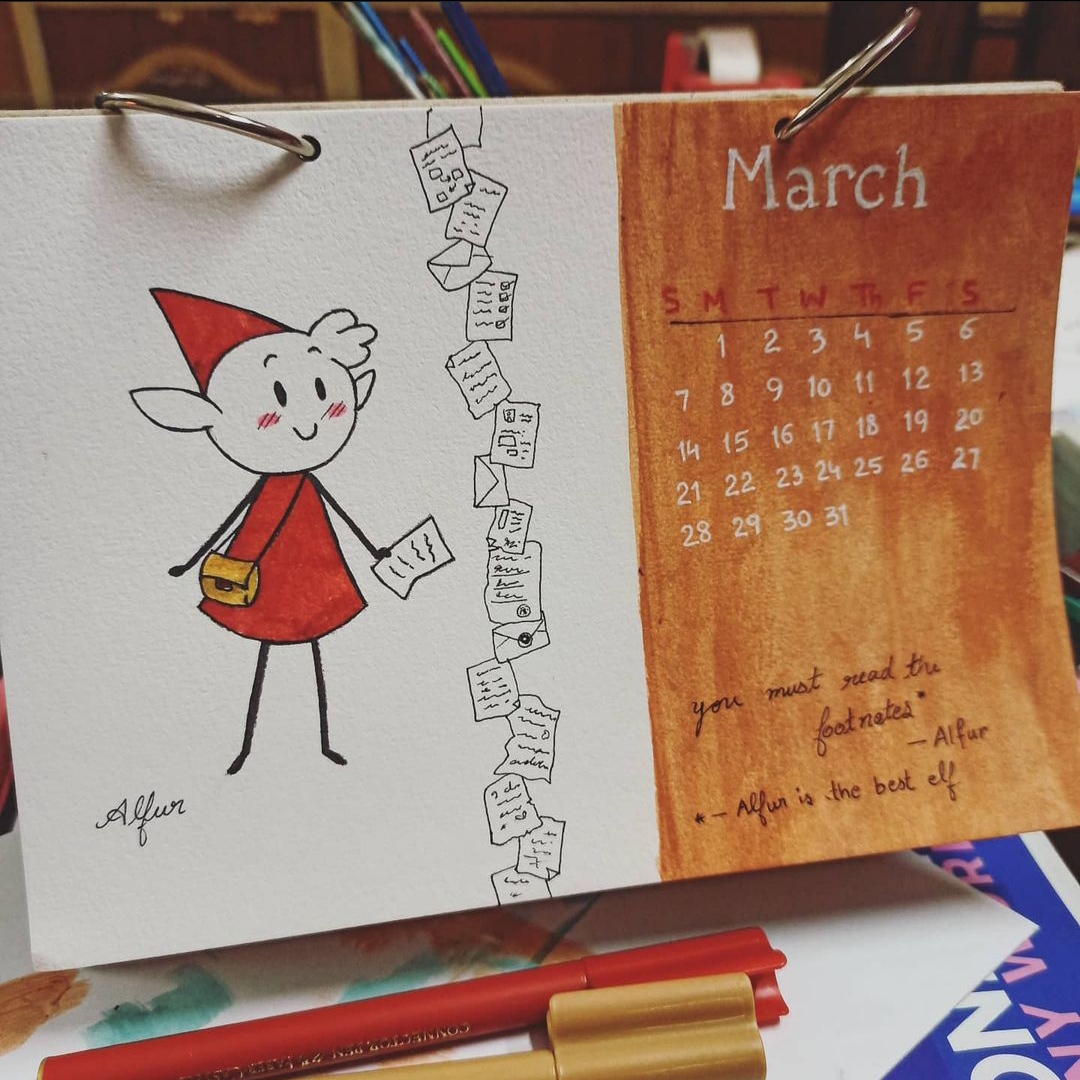 March
S M T W Th F S
1 2 3 4 5 6
7 8 9 10 11 12 13
14 15 16 17 18 19 20
21 22 23 24 25 26 27
28 29 30 31
you must read the
footnotes*
- Alfur
* - Alfur is the best elf
Alfur
CONNECTOR PEN